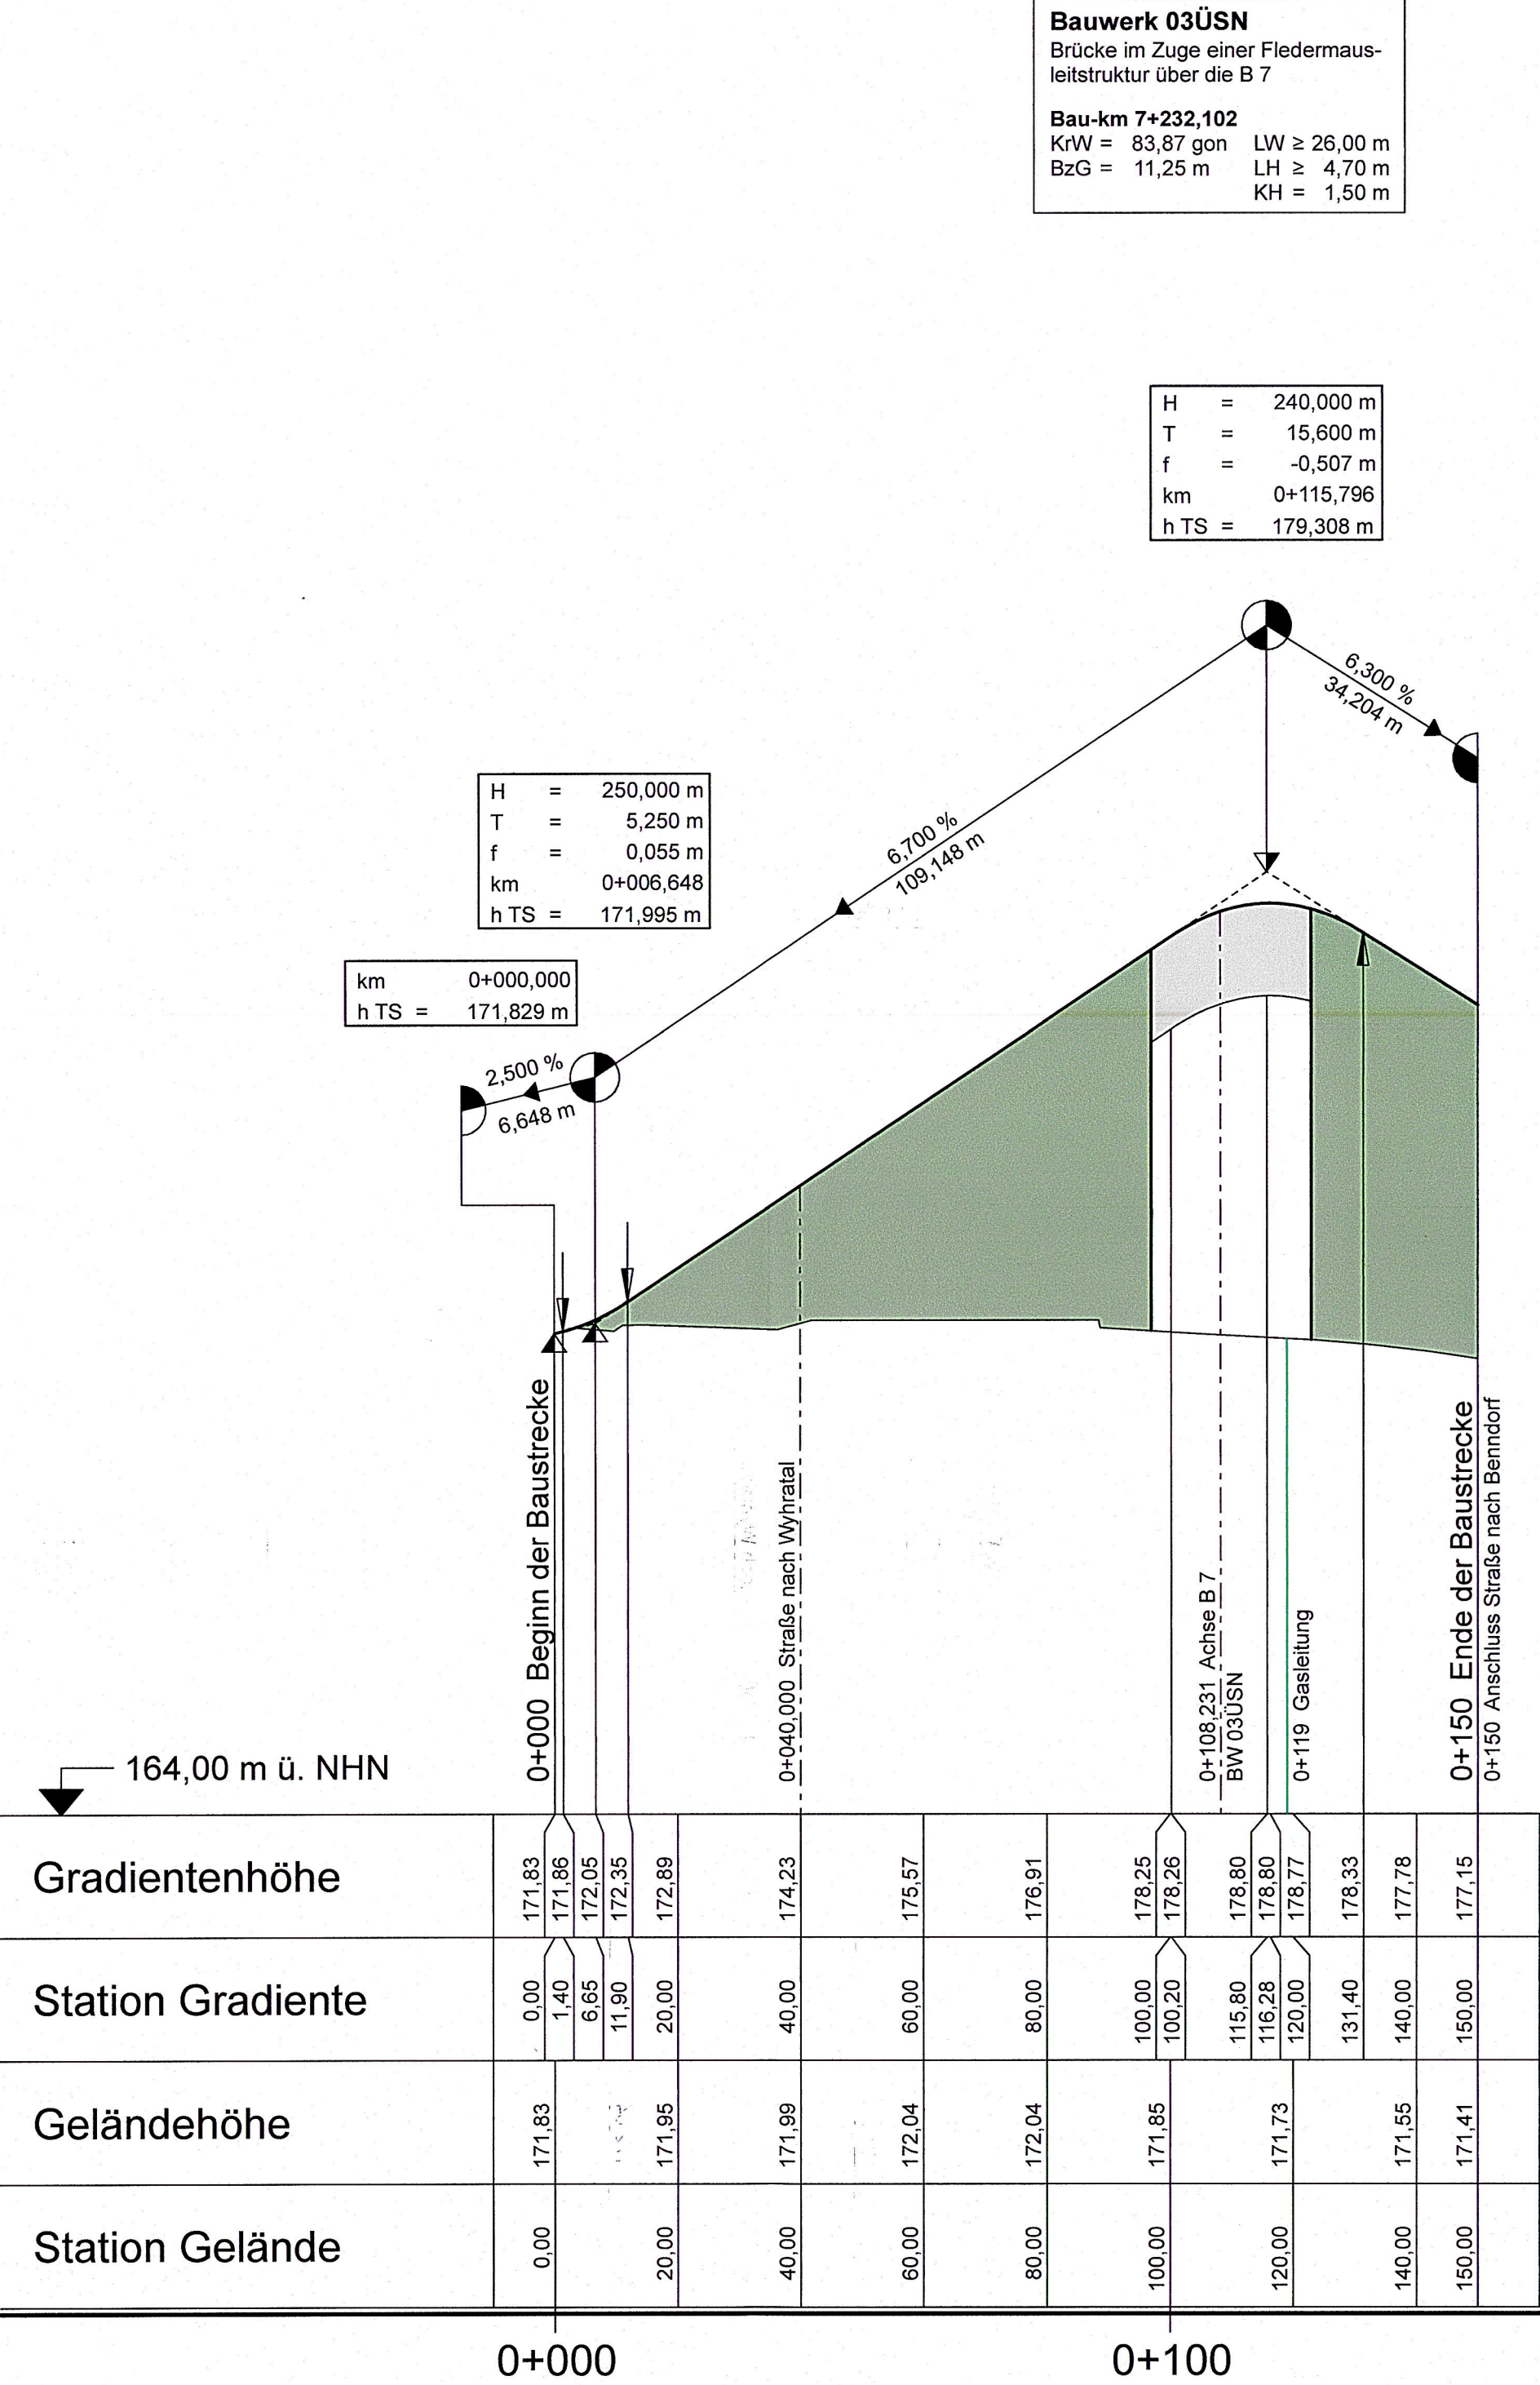 Bauwerk 03ÜSN
Brücke im Zuge einer Fledermaus-
leitstruktur über die B 7
Bau-km 7+232,102
KrW = 83,87 gon LW ≥ 26,00 m
BzG = 11,25 m LH ≥ 4,70 m
KH = 1,50 m
H = 240,000 m
T = 15,600 m
f = -0,507 m
km 0+115,796
h TS = 179,308 m
6,300 %
34,204 m
H = 250,000 m
T = 5,250 m
f = 0,055 m
km 0+006,648
h TS = 171,995 m
6,700 %
109,148 m
km 0+000,000
h TS = 171,829 m
2,500 %
6,648 m
0+000 Beginn der Baustrecke
0+040,000 Straße nach Wyhratal
0+108,231 Achse B 7
BW 03ÜSN
0+119 Gasleitung
0+150 Ende der Baustrecke
0+150 Anschluss Straße nach Benndorf
164,00 m ü. NHN
Gradientenhöhe 171,83 171,86 172,05 172,35 172,89 174,23 175,57 176,91 178,25 178,26 178,80 178,80 178,77 178,33 177,78 177,15
Station Gradiente 0,00 1,40 6,65 11,90 20,00 40,00 60,00 80,00 100,00 100,20 115,80 116,28 120,00 131,40 140,00 150,00
Geländehöhe 171,83 171,95 171,99 172,04 172,04 171,85 171,73 171,55 171,41
Station Gelände 0,00 20,00 40,00 60,00 80,00 100,00 120,00 140,00 150,00
0+000 0+100